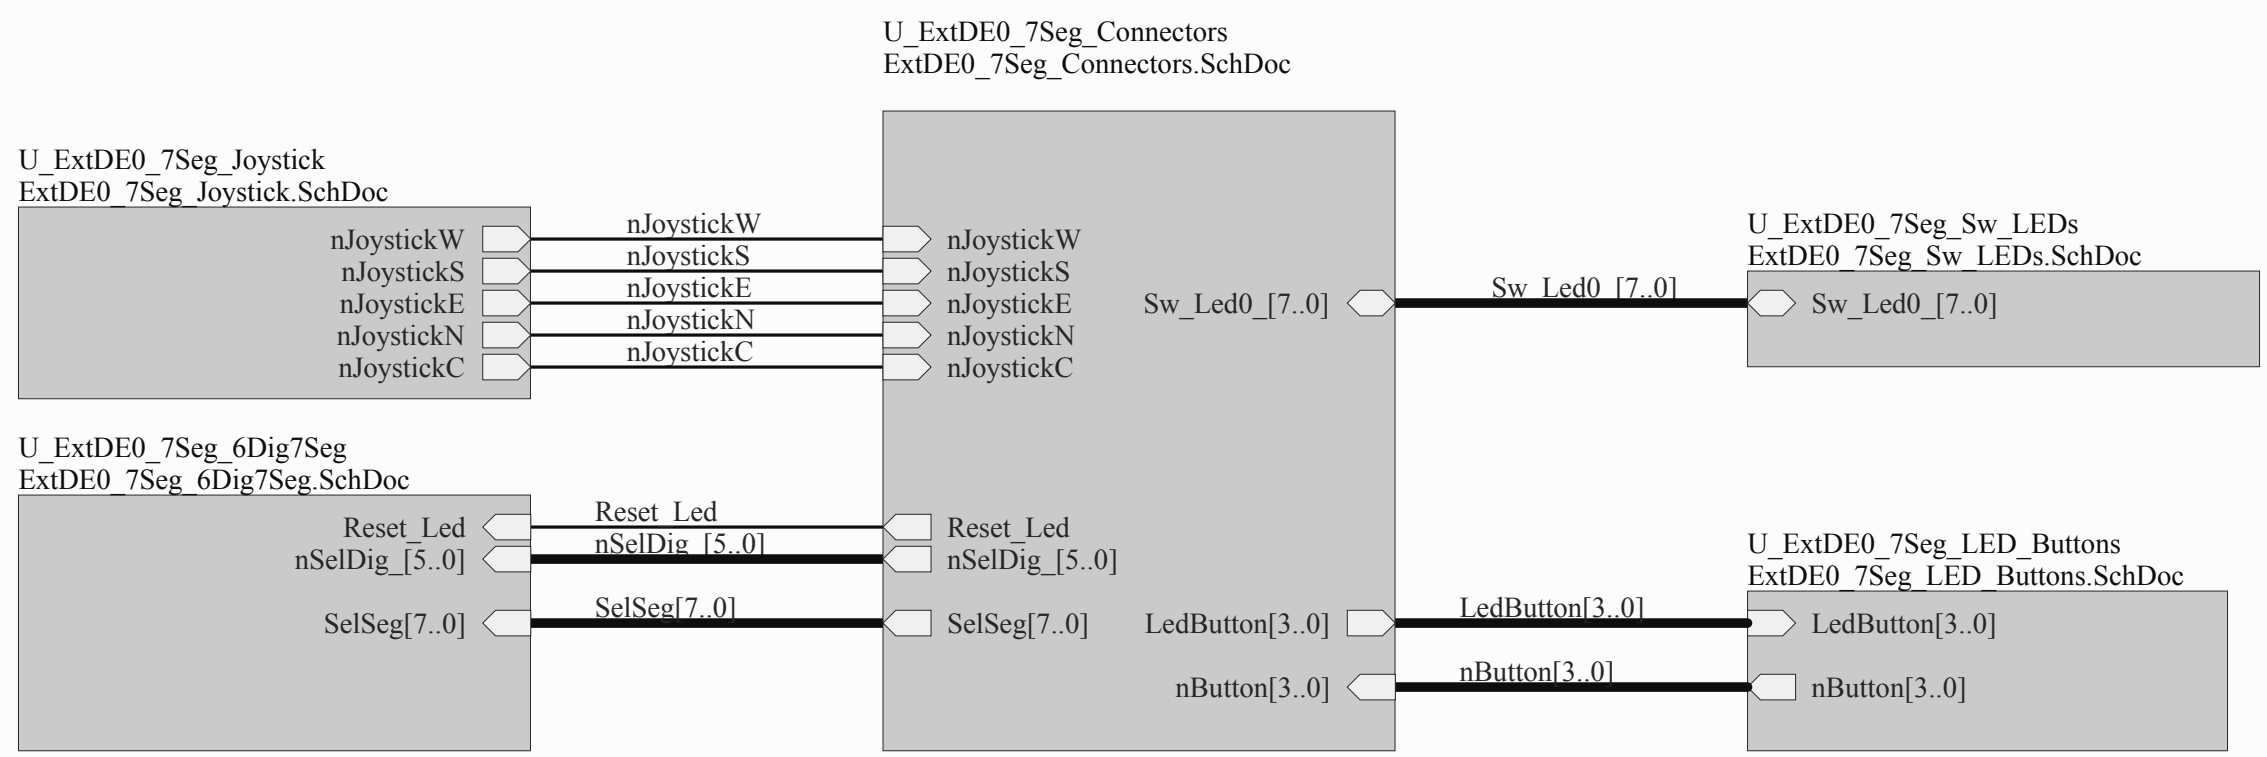 U_ExtDE0_7Seg_Connectors
ExtDE0_7Seg_Connectors.SchDoc
U_ExtDE0_7Seg_Joystick
ExtDE0_7Seg_Joystick.SchDoc
nJoystickW
nJoystickS
nJoystickE
nJoystickN
nJoystickC
nJoystickW
nJoystickS
nJoystickE
nJoystickN
nJoystickC
nJoystickW
nJoystickS
nJoystickE
nJoystickN
nJoystickC
Sw_Led0_[7..0]
Sw_Led0_[7..0]
U_ExtDE0_7Seg_Sw_LEDs
ExtDE0_7Seg_Sw_LEDs.SchDoc
Sw_Led0_[7..0]
U_ExtDE0_7Seg_6Dig7Seg
ExtDE0_7Seg_6Dig7Seg.SchDoc
Reset_Led
nSelDig_[5..0]
SelSeg[7..0]
Reset_Led
nSelDig_[5..0]
SelSeg[7..0]
Reset_Led
nSelDig_[5..0]
SelSeg[7..0]
LedButton[3..0]
nButton[3..0]
LedButton[3..0]
nButton[3..0]
U_ExtDE0_7Seg_LED_Buttons
ExtDE0_7Seg_LED_Buttons.SchDoc
LedButton[3..0]
nButton[3..0]